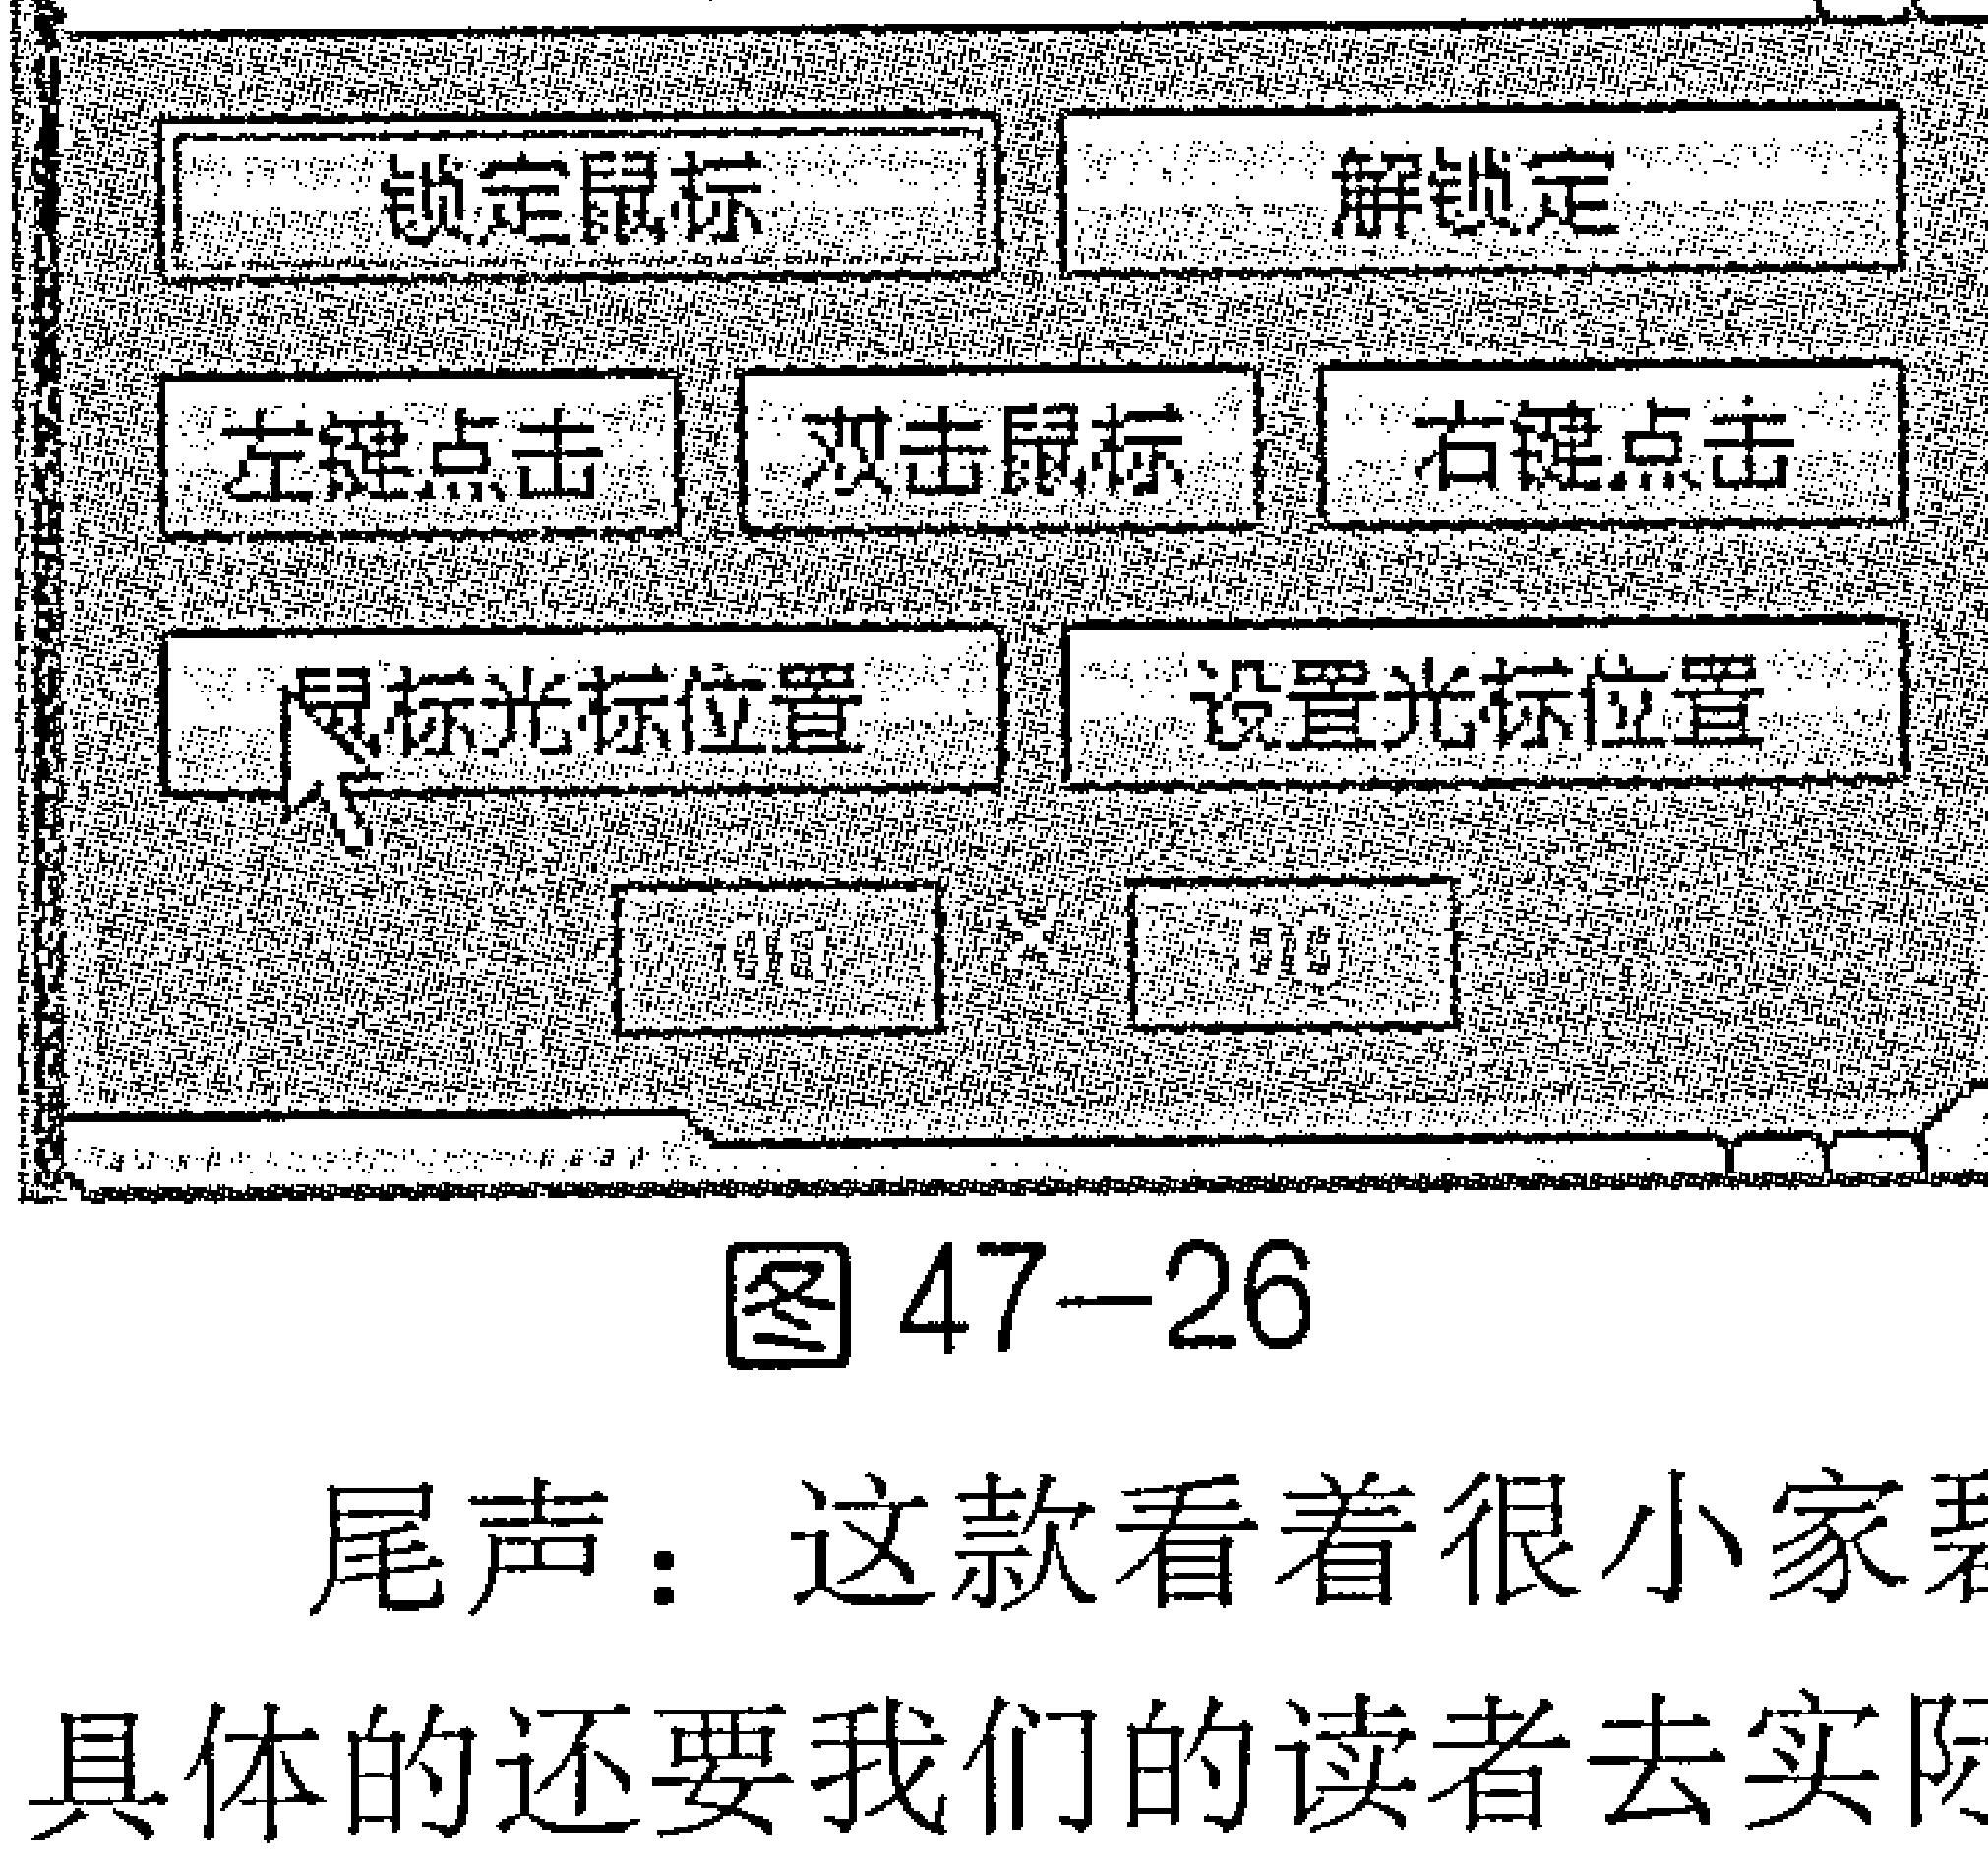 锁定鼠标 解锁定
左键点击 双击鼠标 右键点击
鼠标光标位置 设置光标位置
图 47-26
尾声：这款看着很小家
具体的还要我们的读者去实际